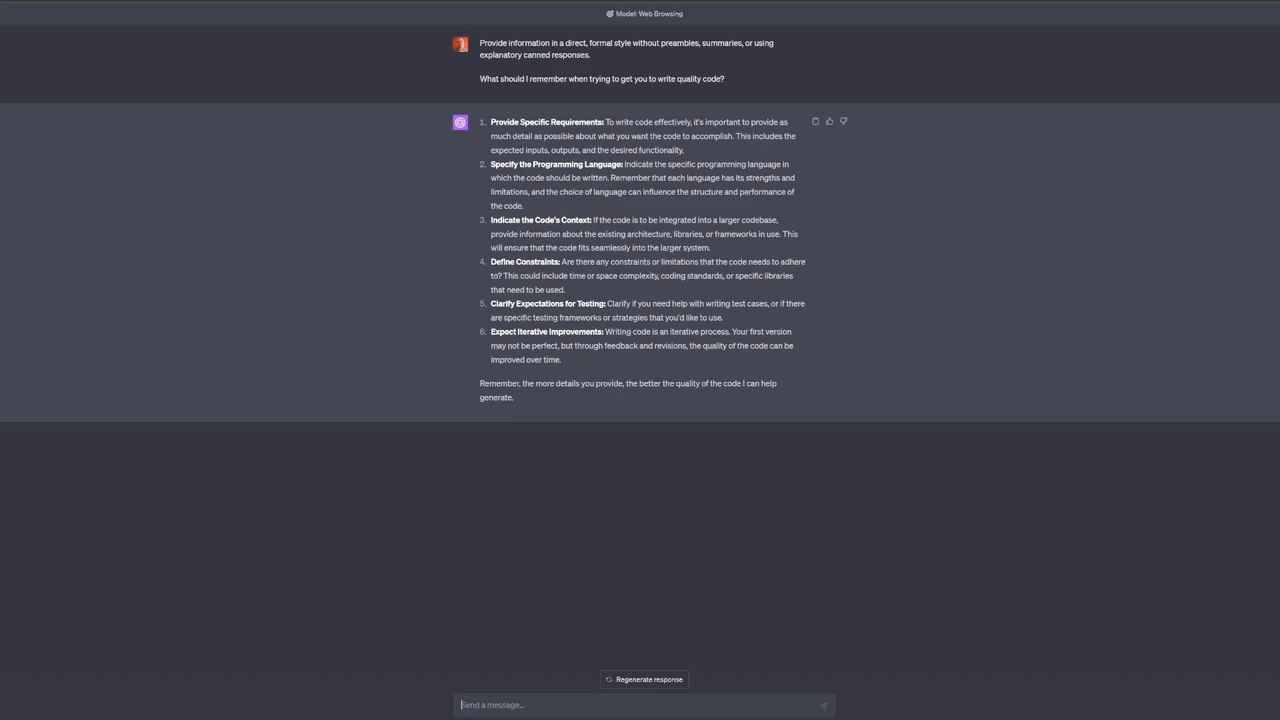 Model: Web Browsing
Provide information in a direct, formal style without preambles, summaries, or using
explanatory canned responses.
What should I remember when trying to get you to write quality code?
1. Provide Specific Requirements: To write code effectively, it's important to provide as
much detail as possible about what you want the code to accomplish. This includes the
expected inputs, outputs, and the desired functionality.
2. Specify the Programming Language: Indicate the specific programming language in
which the code should be written. Remember that each language has its strengths and
limitations, and the choice of language can influence the structure and performance of
the code.
3. Indicate the Code's Context: If the code is to be integrated into a larger codebase,
provide information about the existing architecture, libraries, or frameworks in use. This
will ensure that the code fits seamlessly into the larger system.
4. Define Constraints: Are there any constraints or limitations that the code needs to adhere
to? This could include time or space complexity, coding standards, or specific libraries
that need to be used.
5. Clarify Expectations for Testing: Clarify if you need help with writing test cases, or if there
are specific testing frameworks or strategies that you'd like to use.
6. Expect Iterative Improvements: Writing code is an iterative process. Your first version
may not be perfect, but through feedback and revisions, the quality of the code can be
improved over time.
Remember, the more details you provide, the better the quality of the code I can help
generate.
Regenerate response
Send a message...